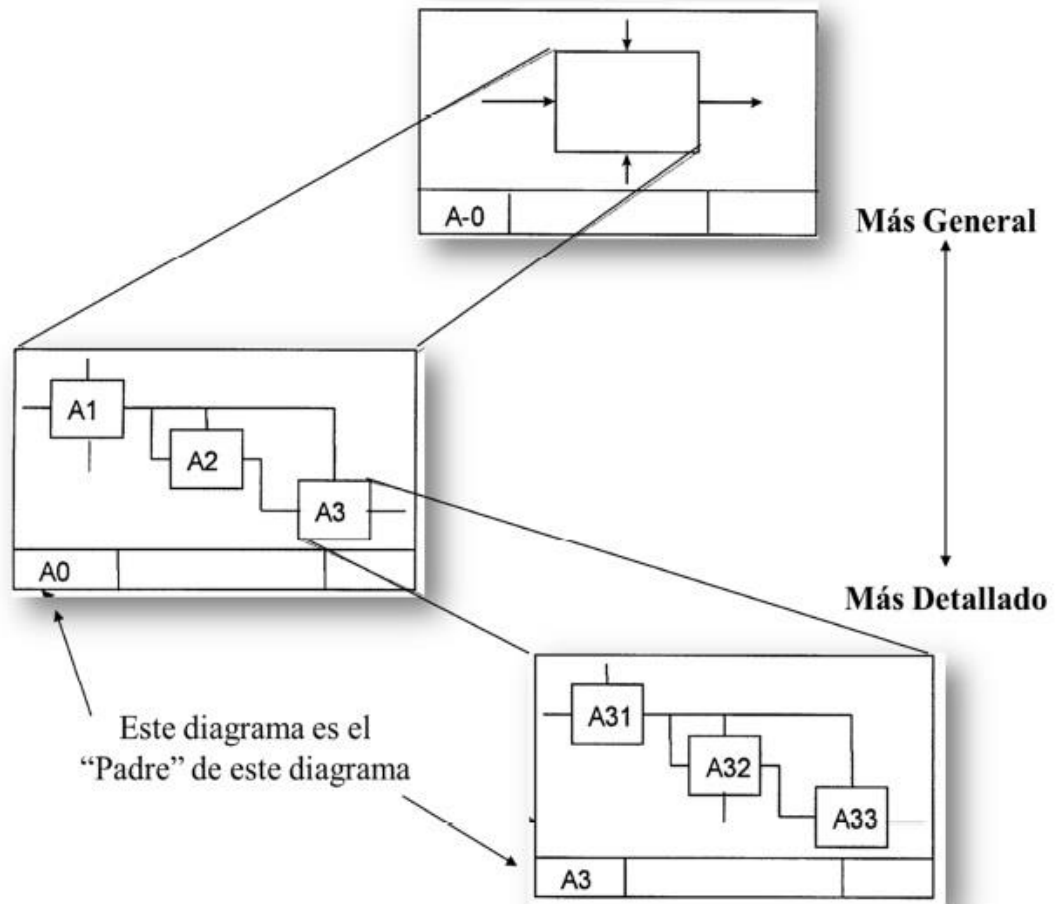 A-0
Más General
A1
A2
A3
A0
Más Detallado
Este diagrama es el
“Padre” de este diagrama
A31
A32
A33
A3